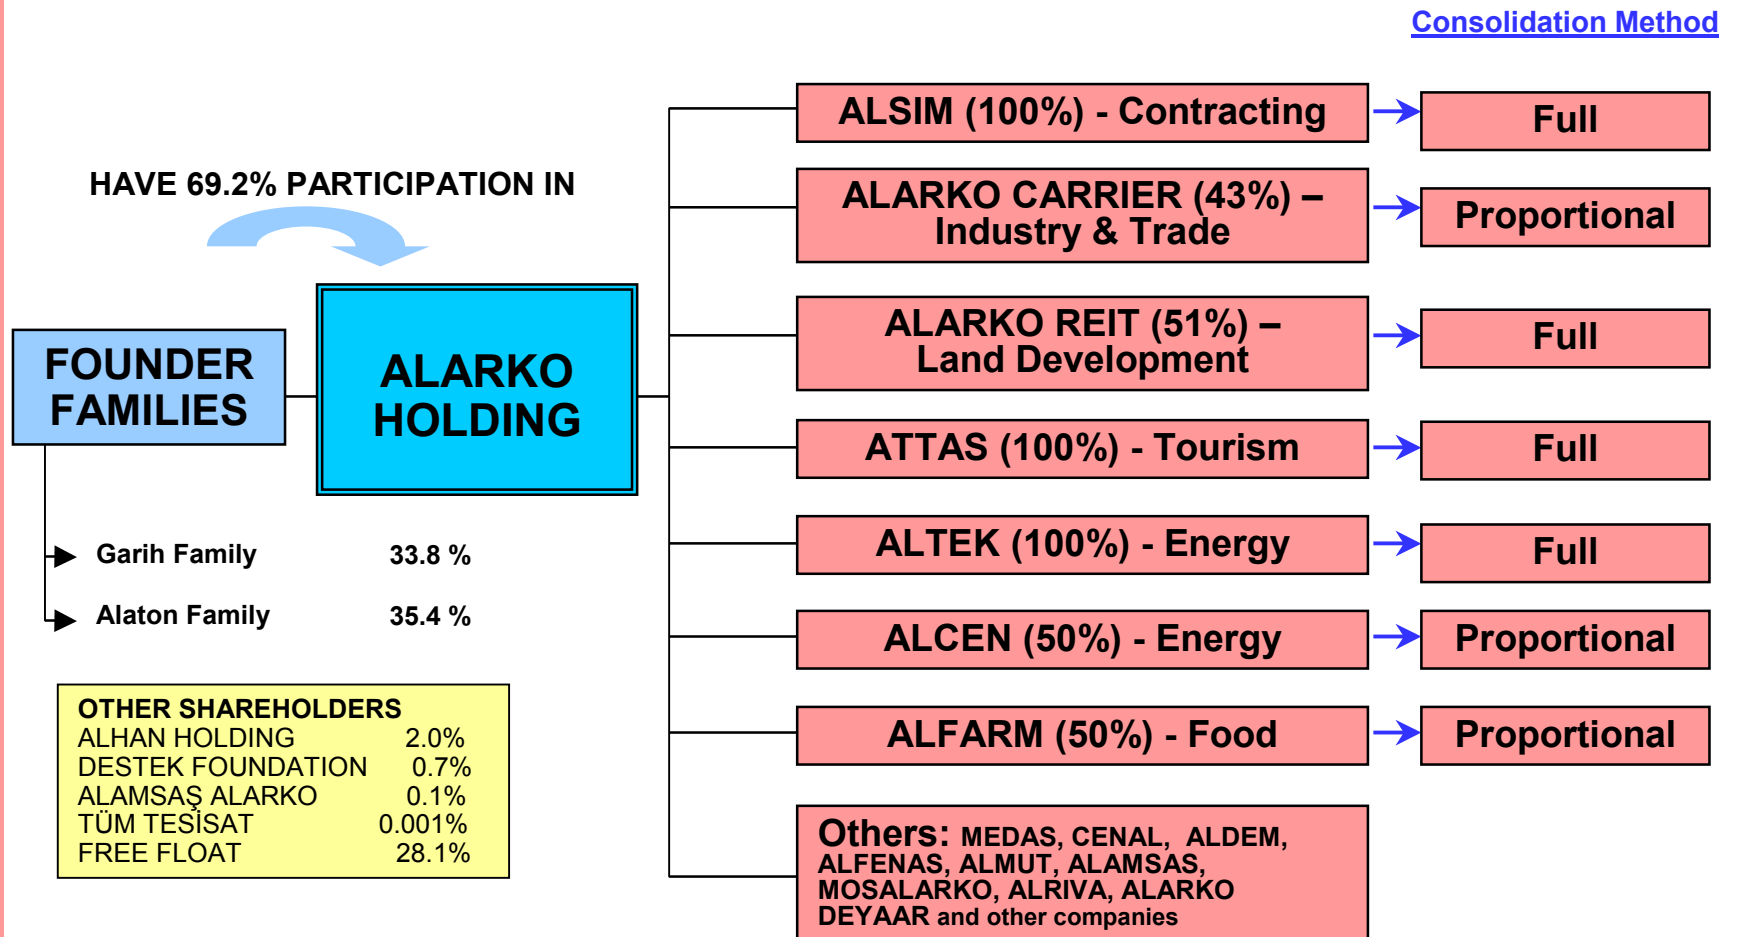 Consolidation Method
HAVE 69.2% PARTICIPATION IN
FOUNDER
FAMILIES
ALARKO
HOLDING
Garih Family 33.8 %
Alaton Family 35.4 %
OTHER SHAREHOLDERS
ALHAN HOLDING 2.0%
DESTEK FOUNDATION 0.7%
ALAMSAŞ ALARKO 0.1%
TÜM TESİSAT 0.001%
FREE FLOAT 28.1%
ALSIM (100%) - Contracting
Full
ALARKO CARRIER (43%) –
Industry & Trade
Proportional
ALARKO REIT (51%) –
Land Development
Full
ATTAS (100%) - Tourism
Full
ALTEK (100%) - Energy
Full
ALCEN (50%) - Energy
Proportional
ALFARM (50%) - Food
Proportional
Others: MEDAS, CENAL, ALDEM,
ALFENAS, ALMUT, ALAMSAS,
MOSALARKO, ALRIVA, ALARKO
DEYAAR and other companies